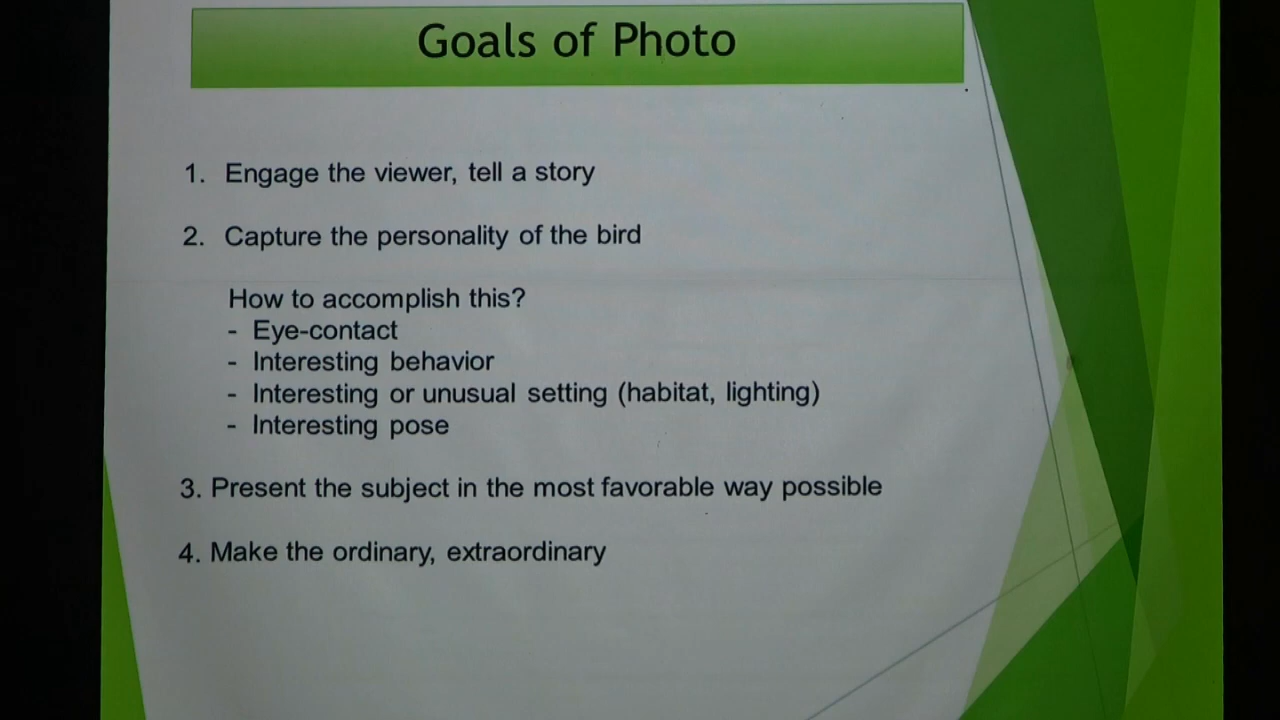 Goals of Photo
1. Engage the viewer, tell a story
2. Capture the personality of the bird
How to accomplish this?
- Eye-contact
- Interesting behavior
- Interesting or unusual setting (habitat, lighting)
- Interesting pose
3. Present the subject in the most favorable way possible
4. Make the ordinary, extraordinary